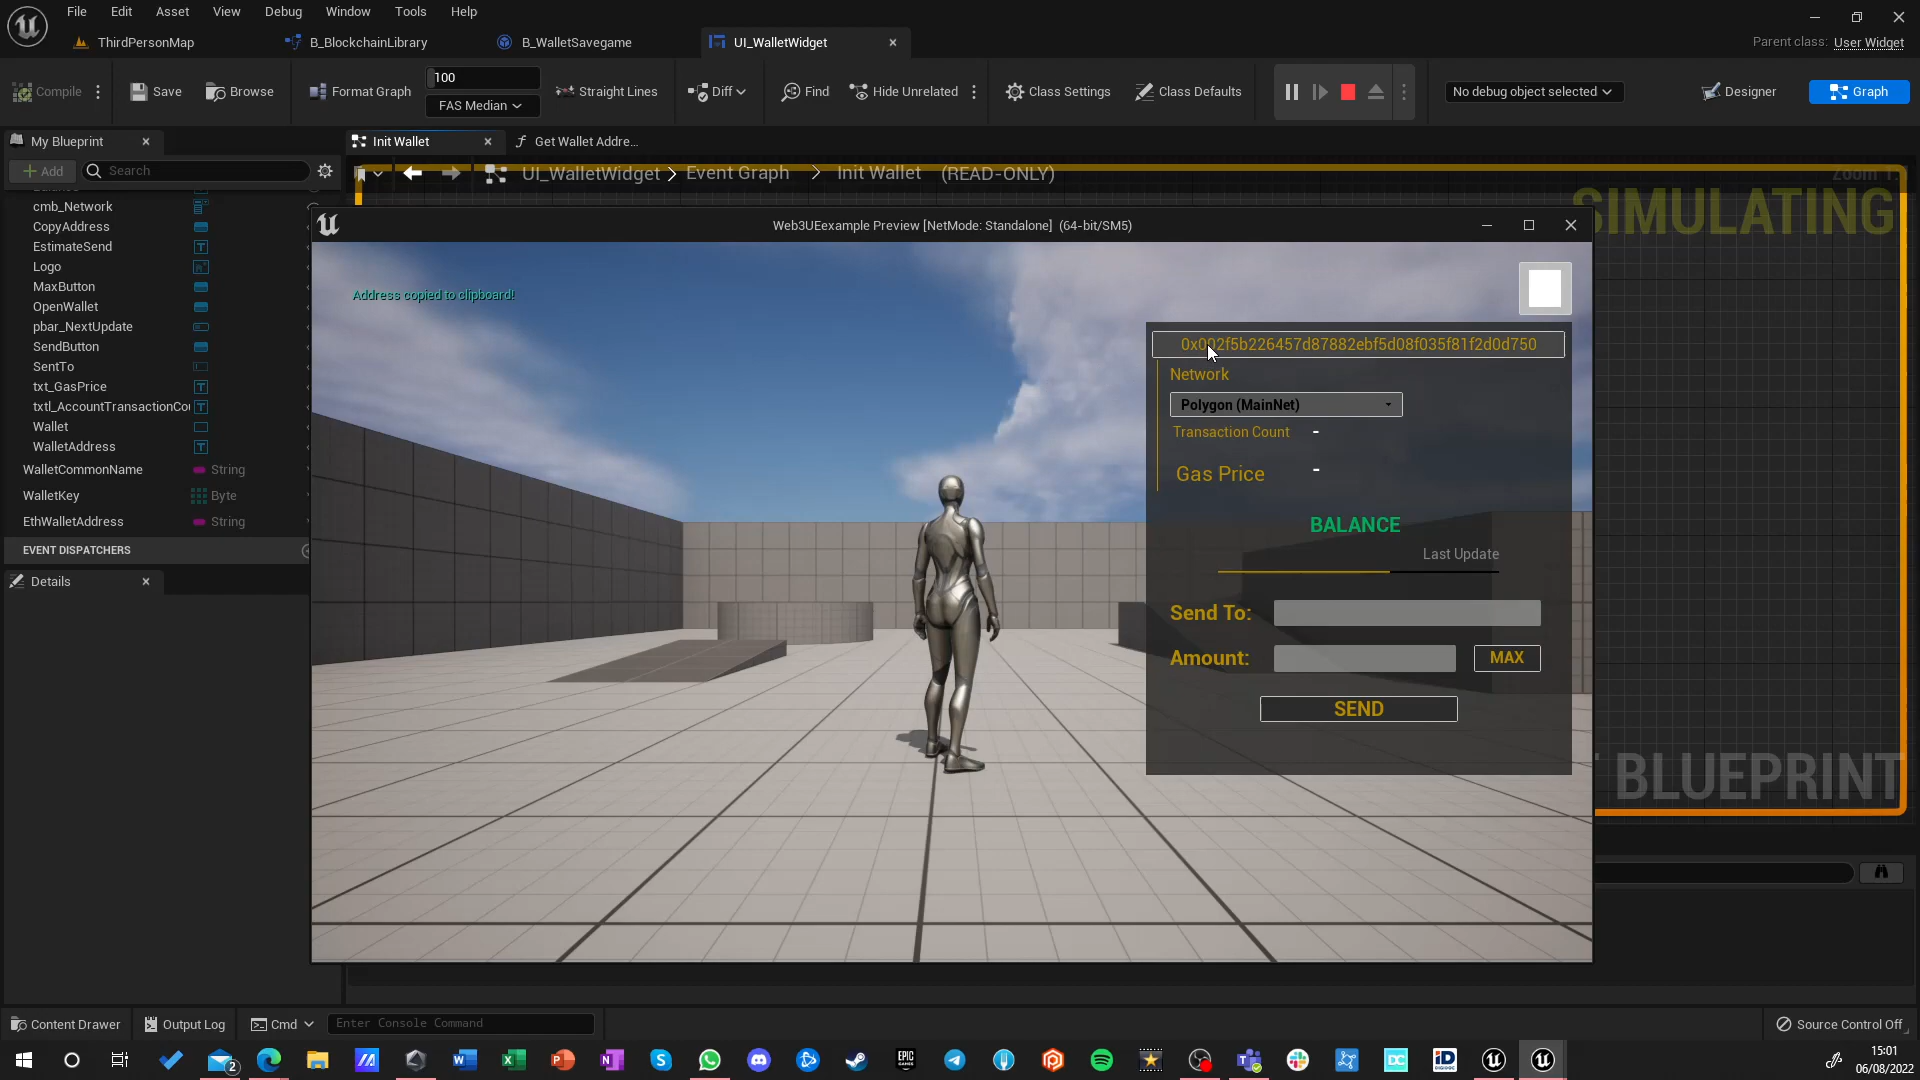 File Edit Asset View Debug Window Tools Help
ThirdPersonMap B_BlockchainLibrary B_WalletSavegame UI_WalletWidget
Parent class: User Widget
Compile Save Browse Format Graph 100 FAS Median Straight Lines Diff Find Hide Unrelated Class Settings Class Defaults No debug object selected Designer Graph
My Blueprint Init Wallet Get Wallet Addre...
Add Search
UI_WalletWidget > Event Graph > Init Wallet (READ-ONLY)
SIMULATING
cmb_Network
CopyAddress
EstimateSend
Logo
MaxButton
OpenWallet
pbar_NextUpdate
SendButton
SentTo
txt_GasPrice
txtl_AccountTransactionCou
Wallet
WalletAddress
WalletCommonName String
WalletKey Byte
EthWalletAddress String
EVENT DISPATCHERS
Details
Web3UEexample Preview [NetMode: Standalone] (64-bit/SM5)
Address copied to clipboard!
0x002f5b226457d87882ebf5d08f035f81f2d0d750
Network
Polygon (MainNet)
Transaction Count -
Gas Price -
BALANCE
Last Update
Send To:
Amount: MAX
SEND
BLUEPRINT
Content Drawer Output Log Cmd Enter Console Command Source Control Off
2
EPIC GAMES
DC
iD
15:01
06/08/2022